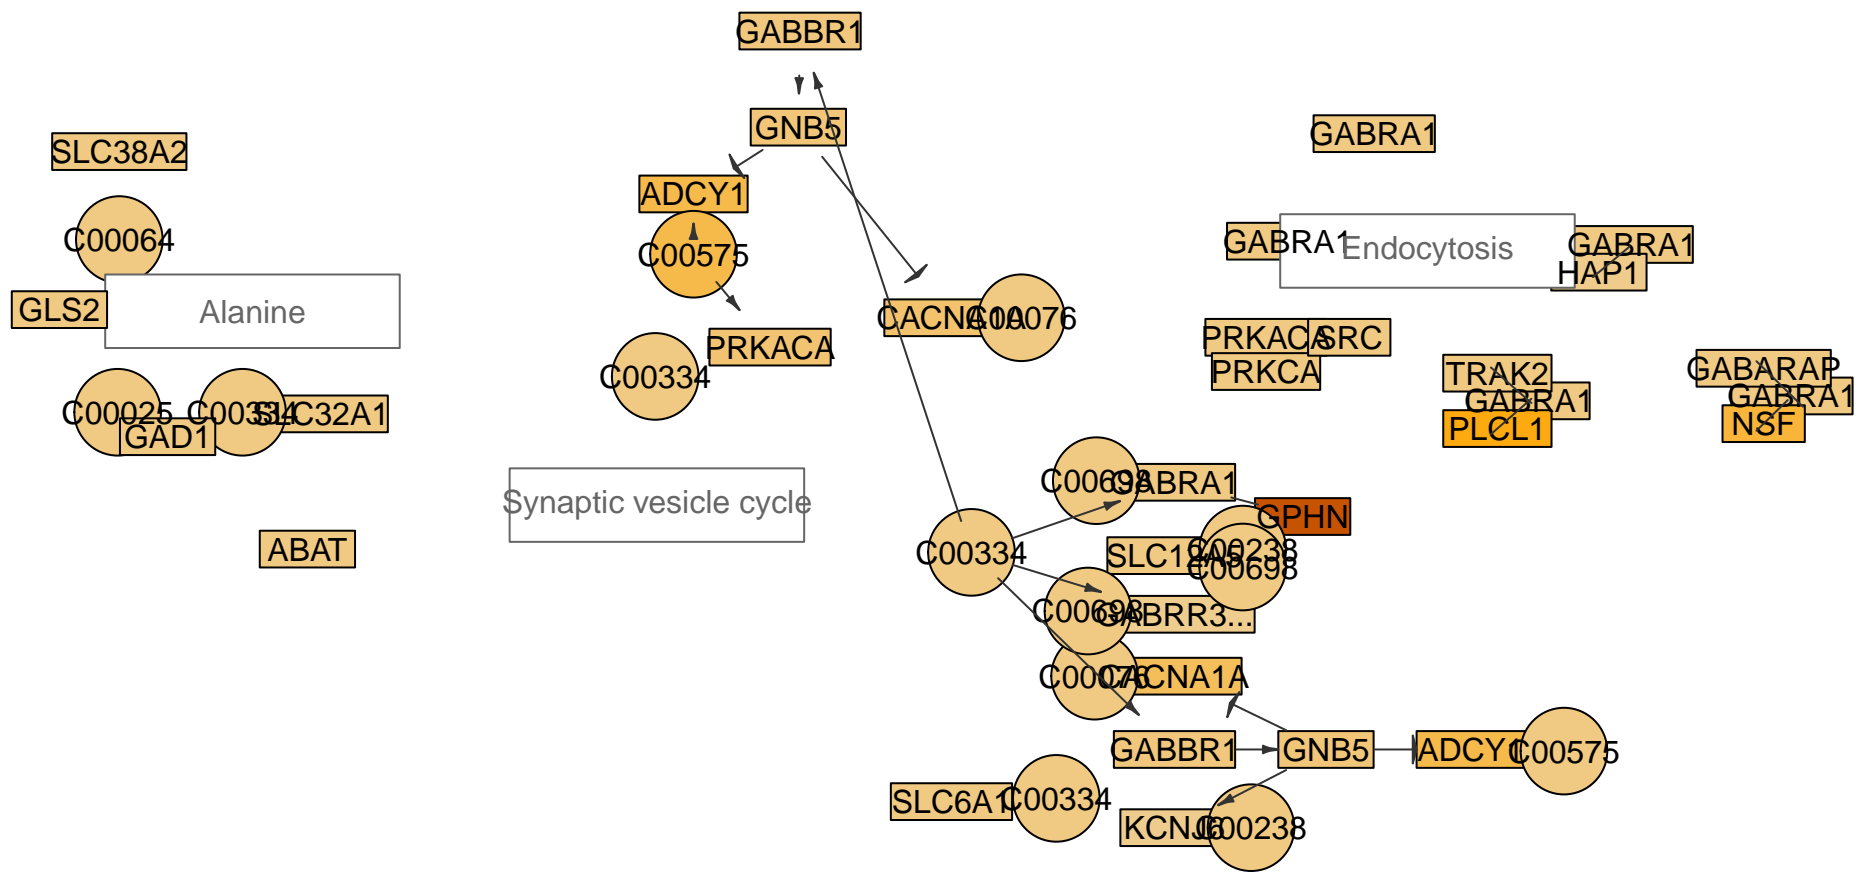 GABBR1
GNB5
GABRA1
SLC38A2
ADCY1
C00064
C00575
GABRA1
Endocytosis
GABRA1
HAP1
GLS2
Alanine
CACNA1A
C00076
PRKACA
PRKACA
SRC
C00334
PRKCA
TRAK2
GABARAP
GABRA1
GABRA1
C00025
C00334
SLC32A1
GAD1
PLCL1
NSF
C00698
GABRA1
Synaptic vesicle cycle
GPHN
ABAT
C00334
SLC12A5
C00238
C00698
C00698
GABRR3...
C00076
CACNA1A
GABBR1
GNB5
ADCY1
C00575
SLC6A1
C00334
KCNJ6
C00238